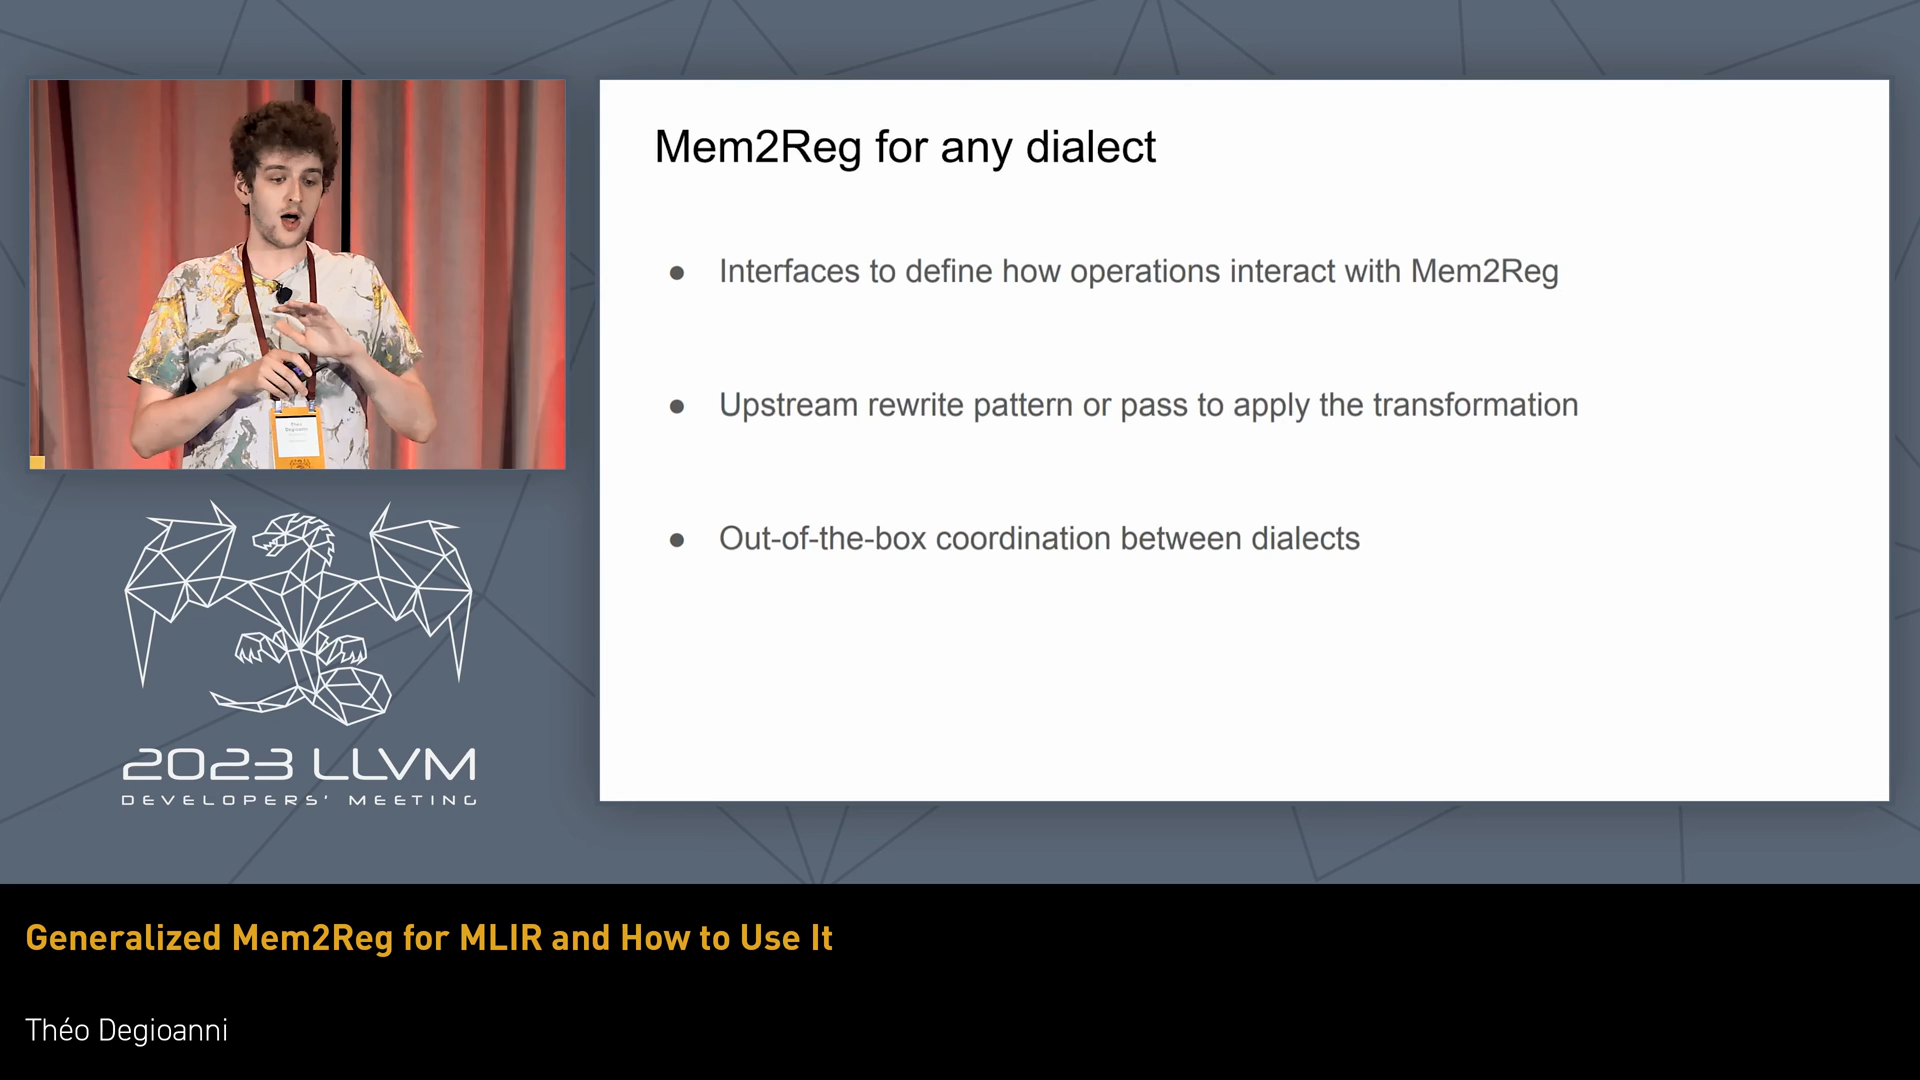 Mem2Reg for any dialect
● Interfaces to define how operations interact with Mem2Reg
● Upstream rewrite pattern or pass to apply the transformation
● Out-of-the-box coordination between dialects
Théo
Degioanni
2023 LLVM
DEVELOPERS' MEETING
Generalized Mem2Reg for MLIR and How to Use It
Théo Degioanni